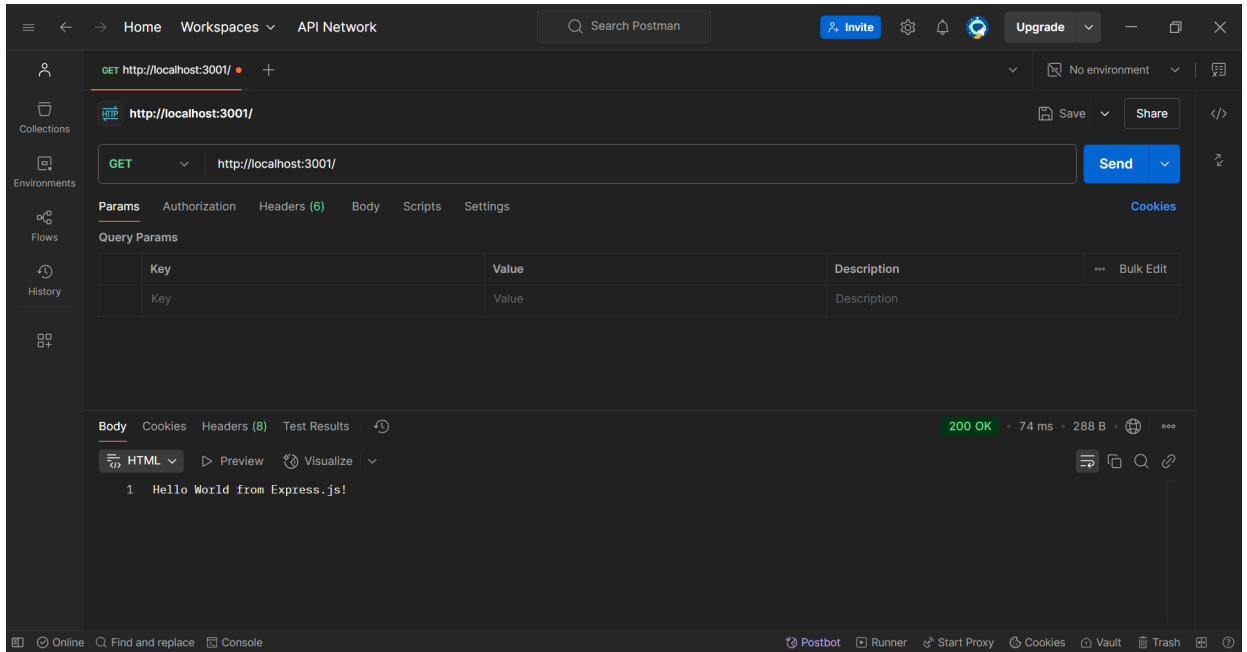 Home Workspaces API Network Search Postman Invite Upgrade
GET http://localhost:3001/ No environment
HTTP http://localhost:3001/ Save Share
Collections
GET http://localhost:3001/ Send
Environments
Params Authorization Headers (6) Body Scripts Settings Cookies
Flows
Query Params
Key Value Description Bulk Edit
Key Value Description
History
Body Cookies Headers (8) Test Results 200 OK 74 ms 288 B
HTML Preview Visualize
1 Hello World from Express.js!
Online Find and replace Console Postbot Runner Start Proxy Cookies Vault Trash